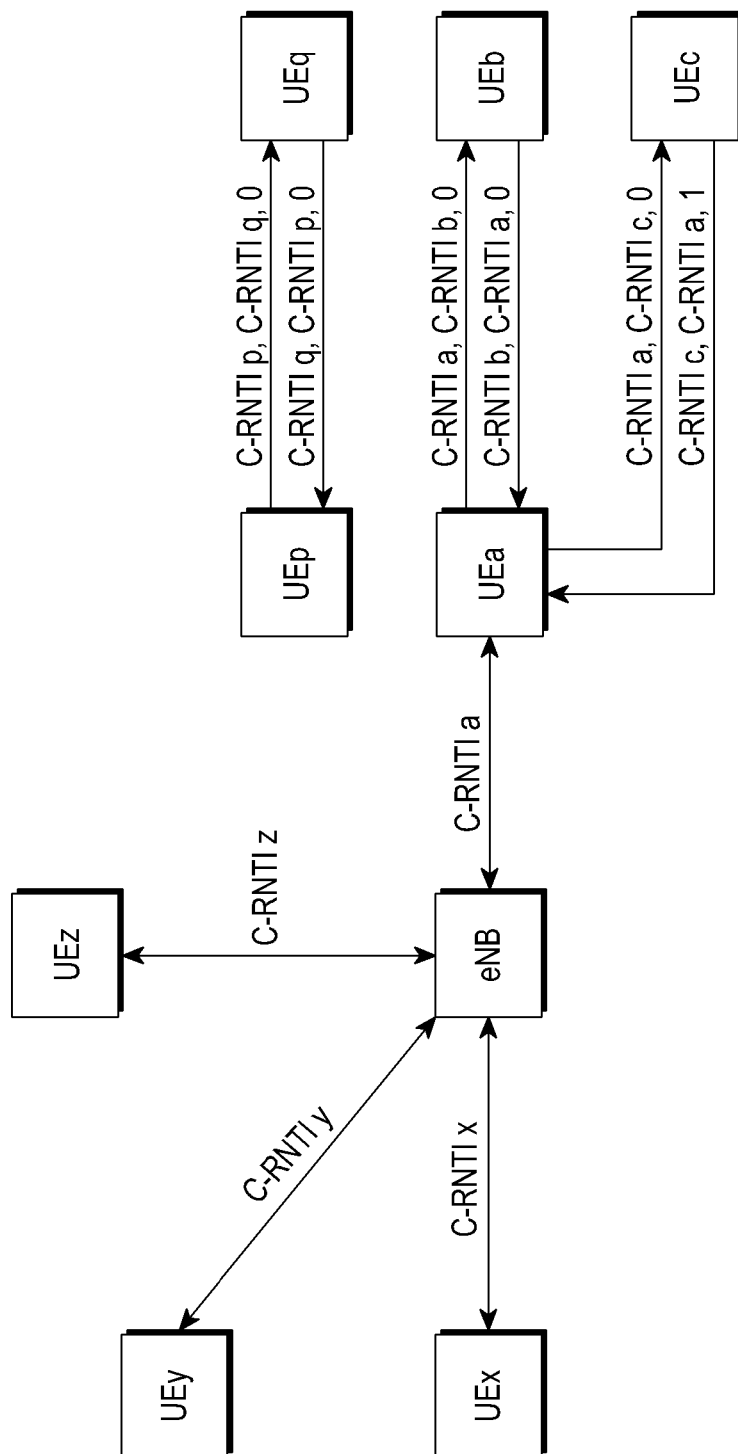 UEq
UEb
UEc
C-RNTI p, C-RNTI q, 0
C-RNTI q, C-RNTI p, 0
C-RNTI a, C-RNTI b, 0
C-RNTI b, C-RNTI a, 0
C-RNTI a, C-RNTI c, 0
C-RNTI c, C-RNTI a, 1
UEp
UEa
C-RNTI a
C-RNTI z
UEz
eNB
C-RNTI y
C-RNTI x
UEy
UEx